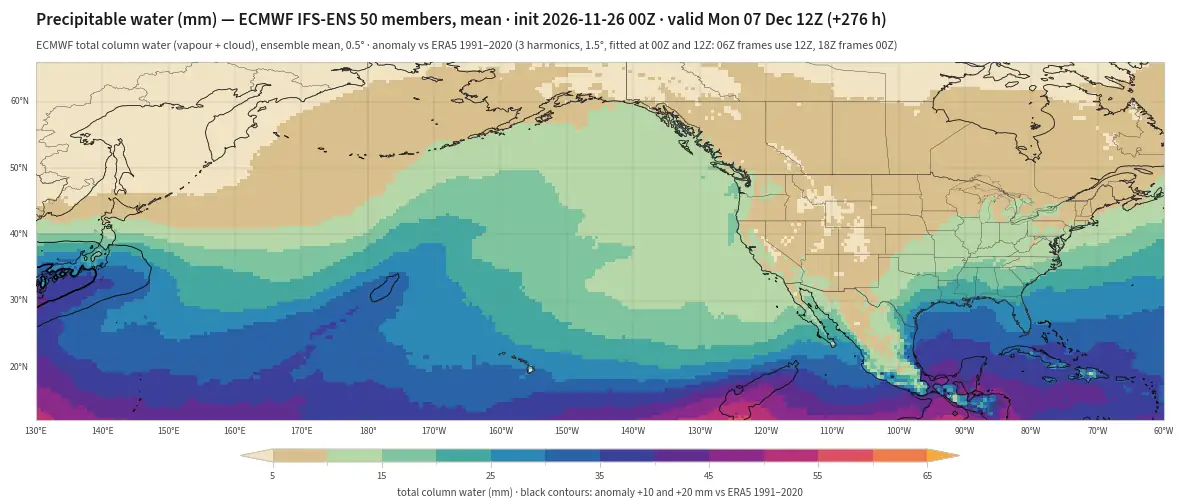 Precipitable water (mm) — ECMWF IFS-ENS 50 members, mean · init 2026-11-26 00Z · valid Mon 07 Dec 12Z (+276 h)
ECMWF total column water (vapour + cloud), ensemble mean, 0.5° · anomaly vs ERA5 1991–2020 (3 harmonics, 1.5°, fitted at 00Z and 12Z: 06Z frames use 12Z, 18Z frames 00Z)
60°N
50°N
40°N
30°N
20°N
130°E 140°E 150°E 160°E 170°E 180° 170°W 160°W 150°W 140°W 130°W 120°W 110°W 100°W 90°W 80°W 70°W 60°W
5 15 25 35 45 55 65
total column water (mm) · black contours: anomaly +10 and +20 mm vs ERA5 1991–2020